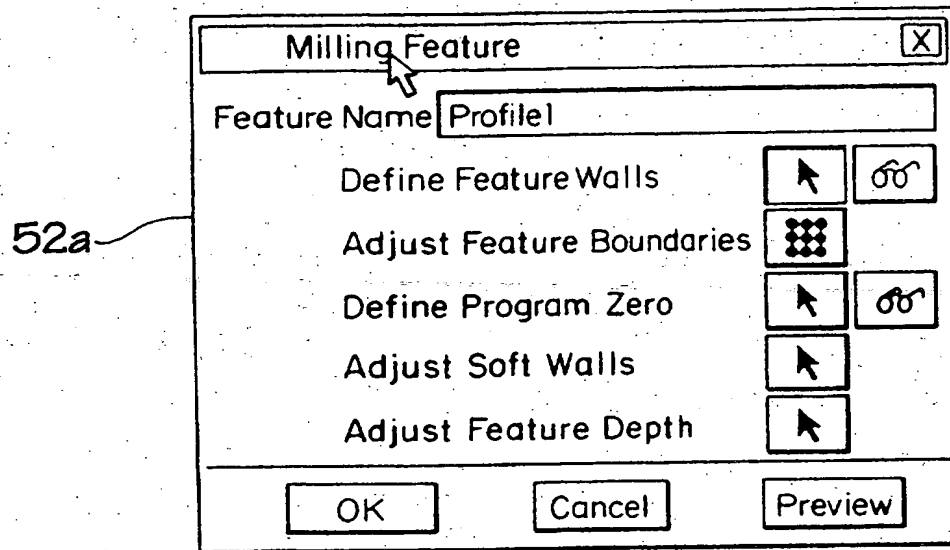 Milling Feature X
Feature Name Profile1
Define Feature Walls
52a
Adjust Feature Boundaries
Define Program Zero
Adjust Soft Walls
Adjust Feature Depth
OK Cancel Preview